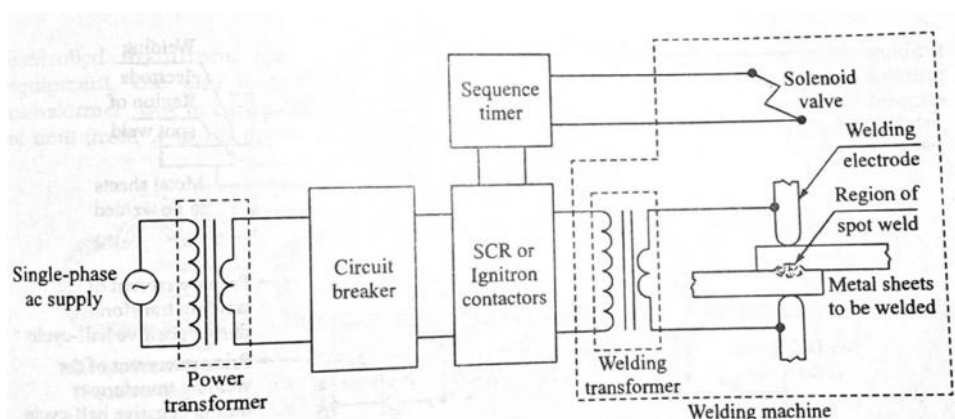 Sequence
timer
Solenoid
valve
Welding
electrode
Region of
spot weld
Single-phase
ac supply
Circuit
breaker
SCR or
Ignitron
contactors
Metal sheets
to be welded
Power
transformer
Welding
transformer
Welding machine